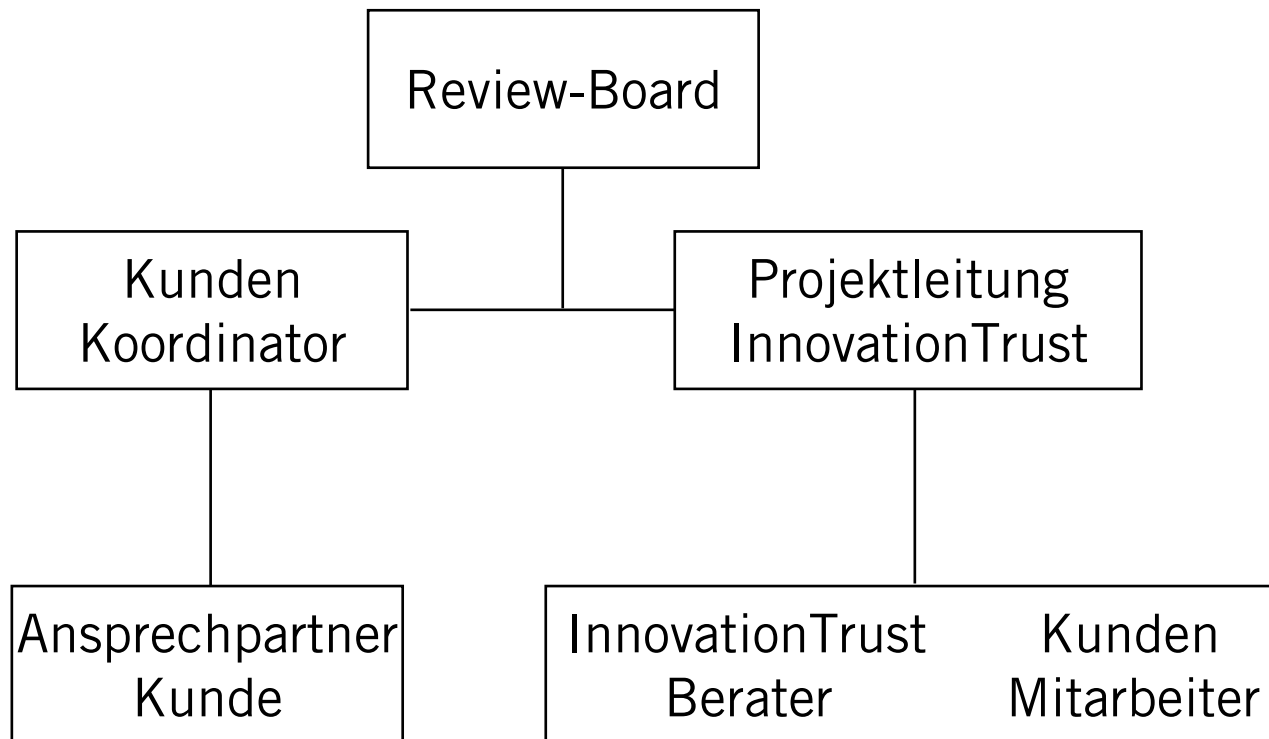 Review-Board
Kunden
Koordinator
Projektleitung
InnovationTrust
Ansprechpartner
Kunde
InnovationTrust
Berater
Kunden
Mitarbeiter